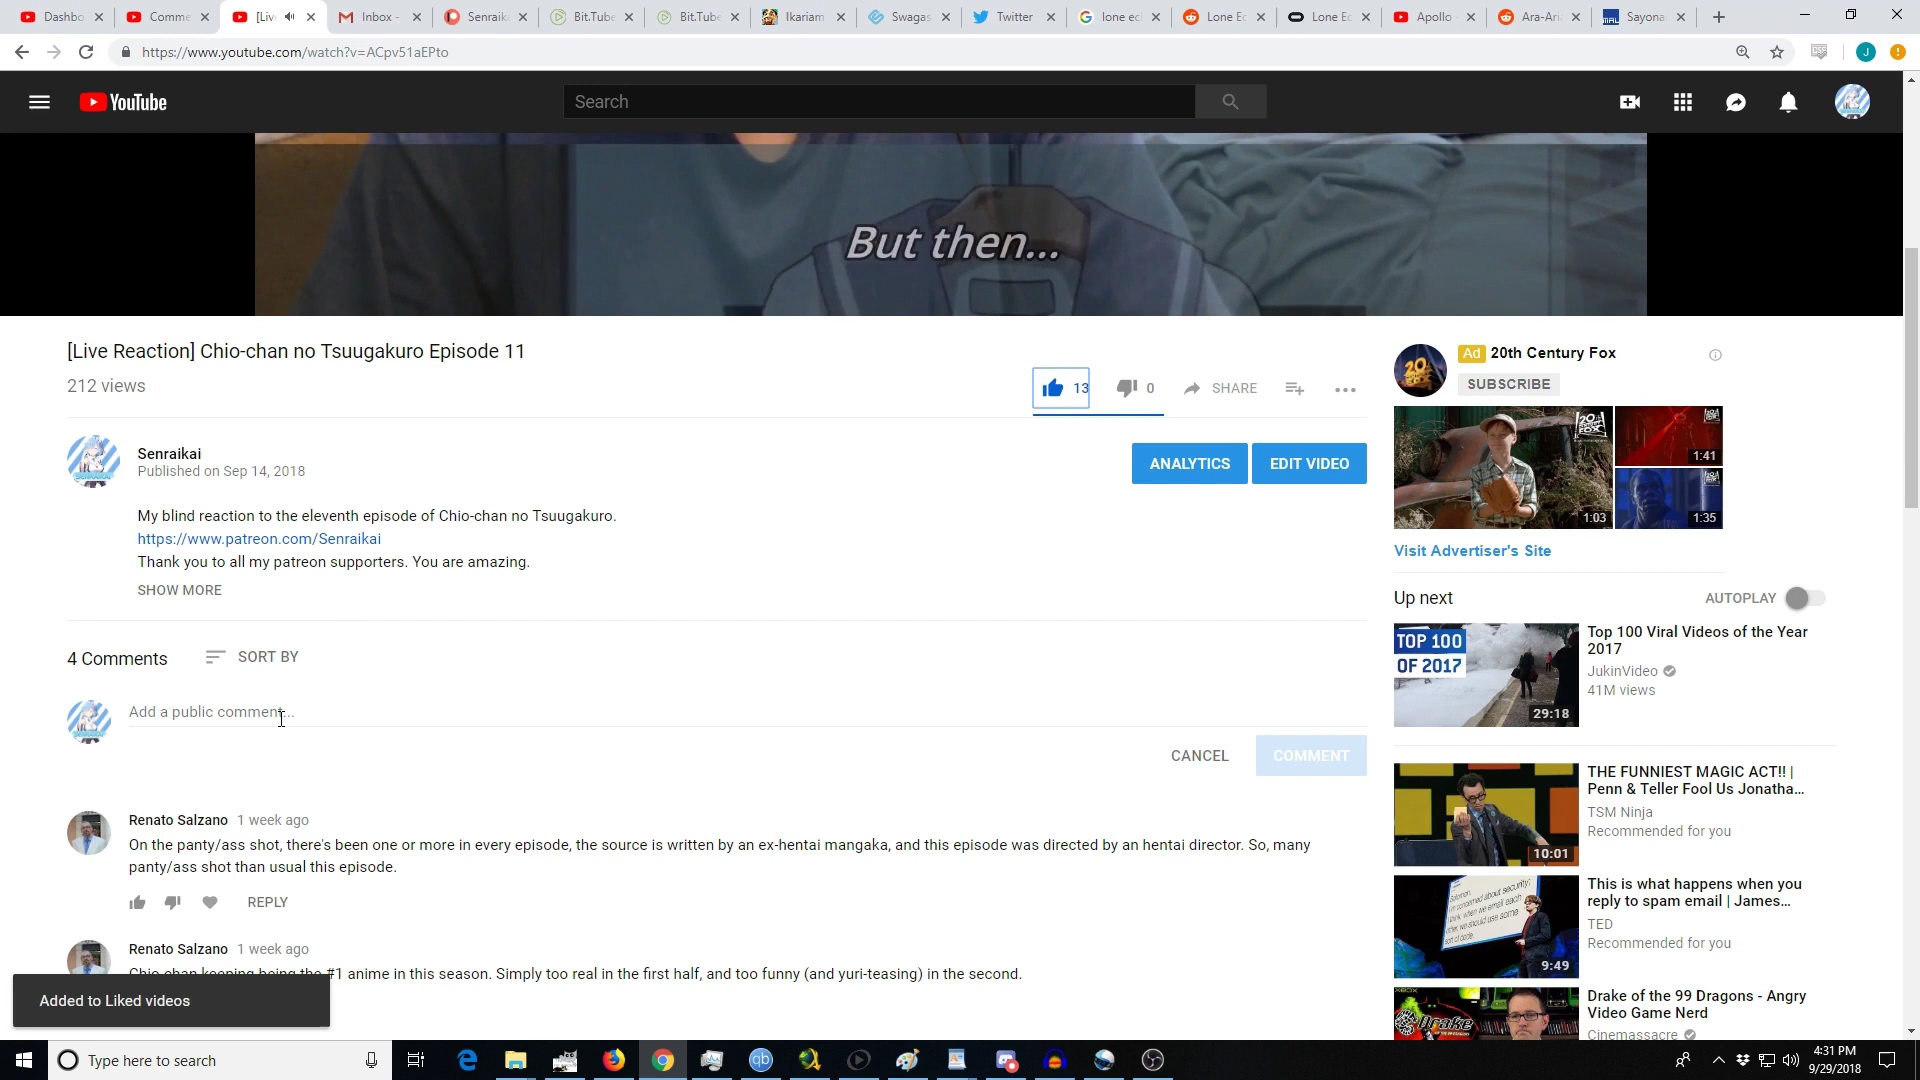 Dashbo
Comme
[Liv
Inbox -
Senraik
Bit.Tube
Bit.Tube
Ikariam
Swagas
Twitter
lone ec
Lone Ec
Lone Ec
Apollo
Ara-Ari
Sayona
https://www.youtube.com/watch?v=ACpv51aEPto
YouTube
Search
But then...
[Live Reaction] Chio-chan no Tsuugakuro Episode 11
212 views
13
0
SHARE
Senraikai
Published on Sep 14, 2018
ANALYTICS
EDIT VIDEO
My blind reaction to the eleventh episode of Chio-chan no Tsuugakuro.
https://www.patreon.com/Senraikai
Thank you to all my patreon supporters. You are amazing.
SHOW MORE
4 Comments
SORT BY
Add a public comment...
CANCEL
COMMENT
Renato Salzano 1 week ago
On the panty/ass shot, there's been one or more in every episode, the source is written by an ex-hentai mangaka, and this episode was directed by an hentai director. So, many
panty/ass shot than usual this episode.
REPLY
Renato Salzano 1 week ago
Chio-chan keeping being the #1 anime in this season. Simply too real in the first half, and too funny (and yuri-teasing) in the second.
Added to Liked videos
Ad 20th Century Fox
SUBSCRIBE
1:03
1:41
1:35
Visit Advertiser's Site
Up next
AUTOPLAY
TOP 100
OF 2017
29:18
Top 100 Viral Videos of the Year
2017
JukinVideo
41M views
10:01
THE FUNNIEST MAGIC ACT!! |
Penn & Teller Fool Us Jonatha...
TSM Ninja
Recommended for you
9:49
This is what happens when you
reply to spam email | James...
TED
Recommended for you
Drake of the 99 Dragons - Angry
Video Game Nerd
Cinemassacre
Type here to search
4:31 PM
9/29/2018